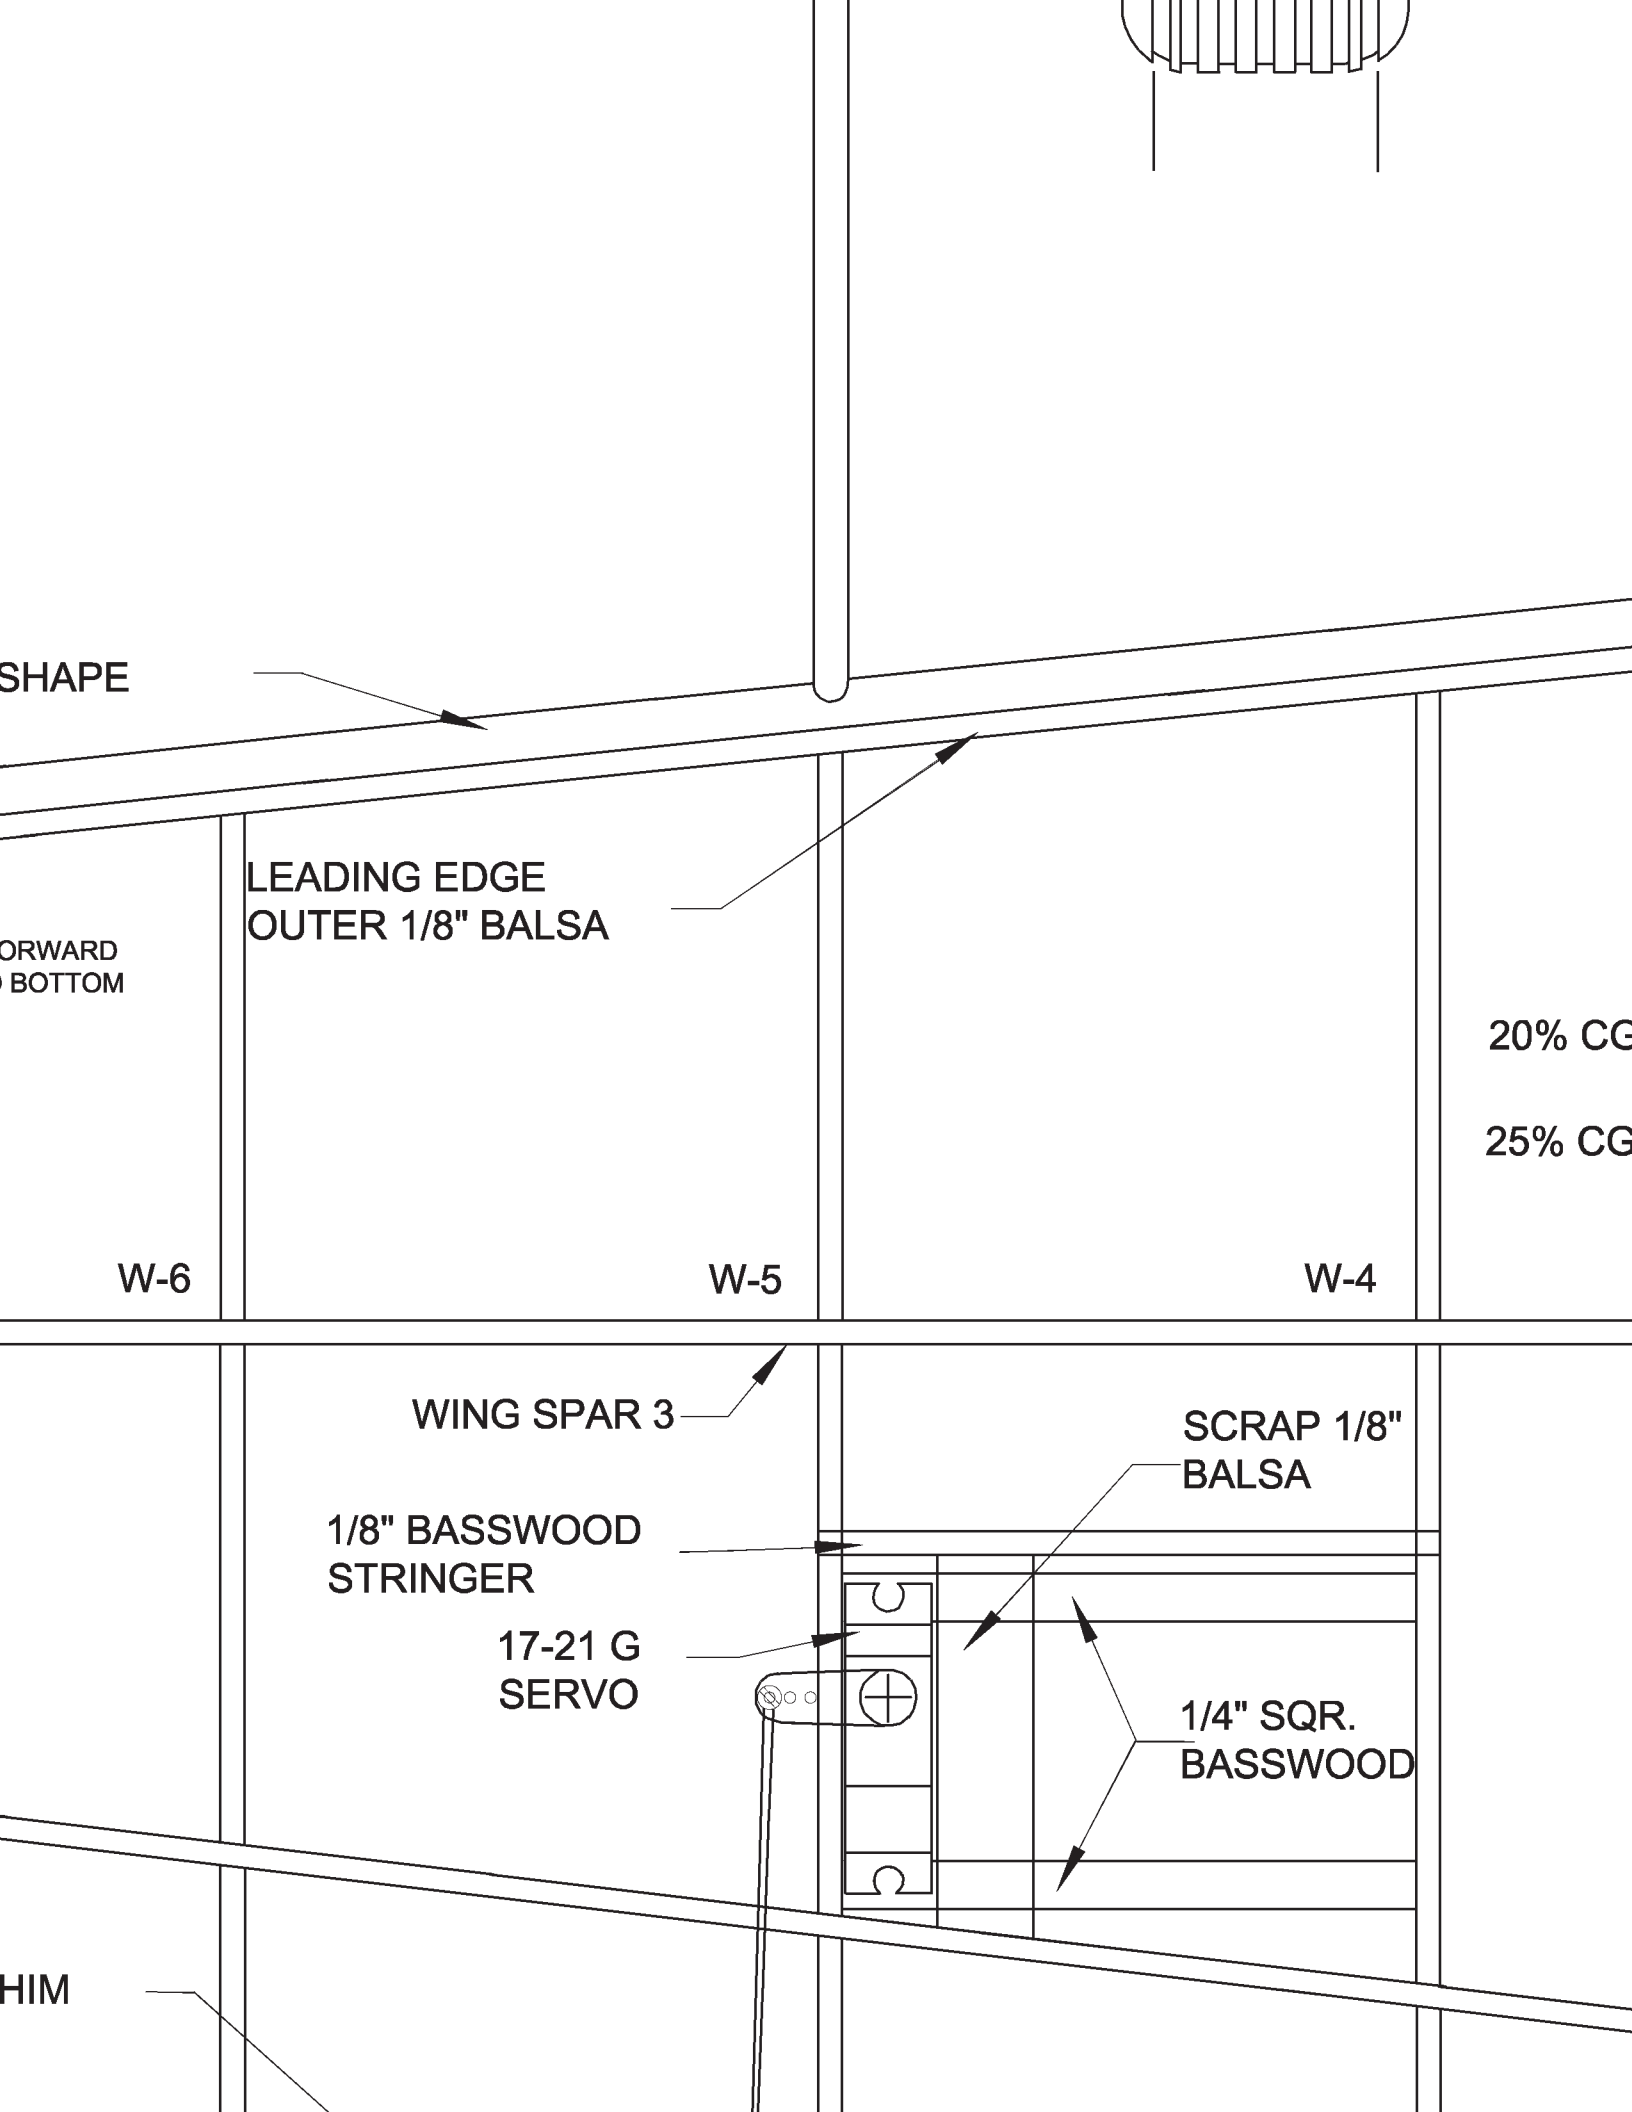 SHAPE
LEADING EDGE
OUTER 1/8" BALSA
BOTTOM
20% CG
25% CG
W-6
W-5
W-4
WING SPAR 3
SCRAP 1/8"
BALSA
1/8" BASSWOOD
STRINGER
17-21 G
SERVO
1/4" SQR.
BASSWOOD